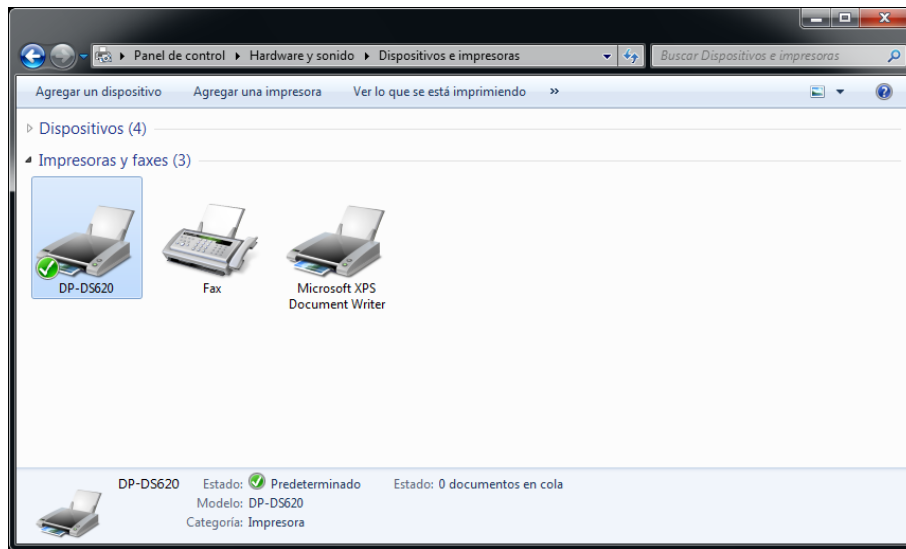 Panel de control Hardware y sonido Dispositivos e impresoras Buscar Dispositivos e impresoras
Agregar un dispositivo Agregar una impresora Ver lo que se está imprimiendo »
Dispositivos (4)
Impresoras y faxes (3)
DP-DS620 Fax Microsoft XPS
Document Writer
DP-DS620 Estado: Predeterminado Estado: 0 documentos en cola
Modelo: DP-DS620
Categoría: Impresora